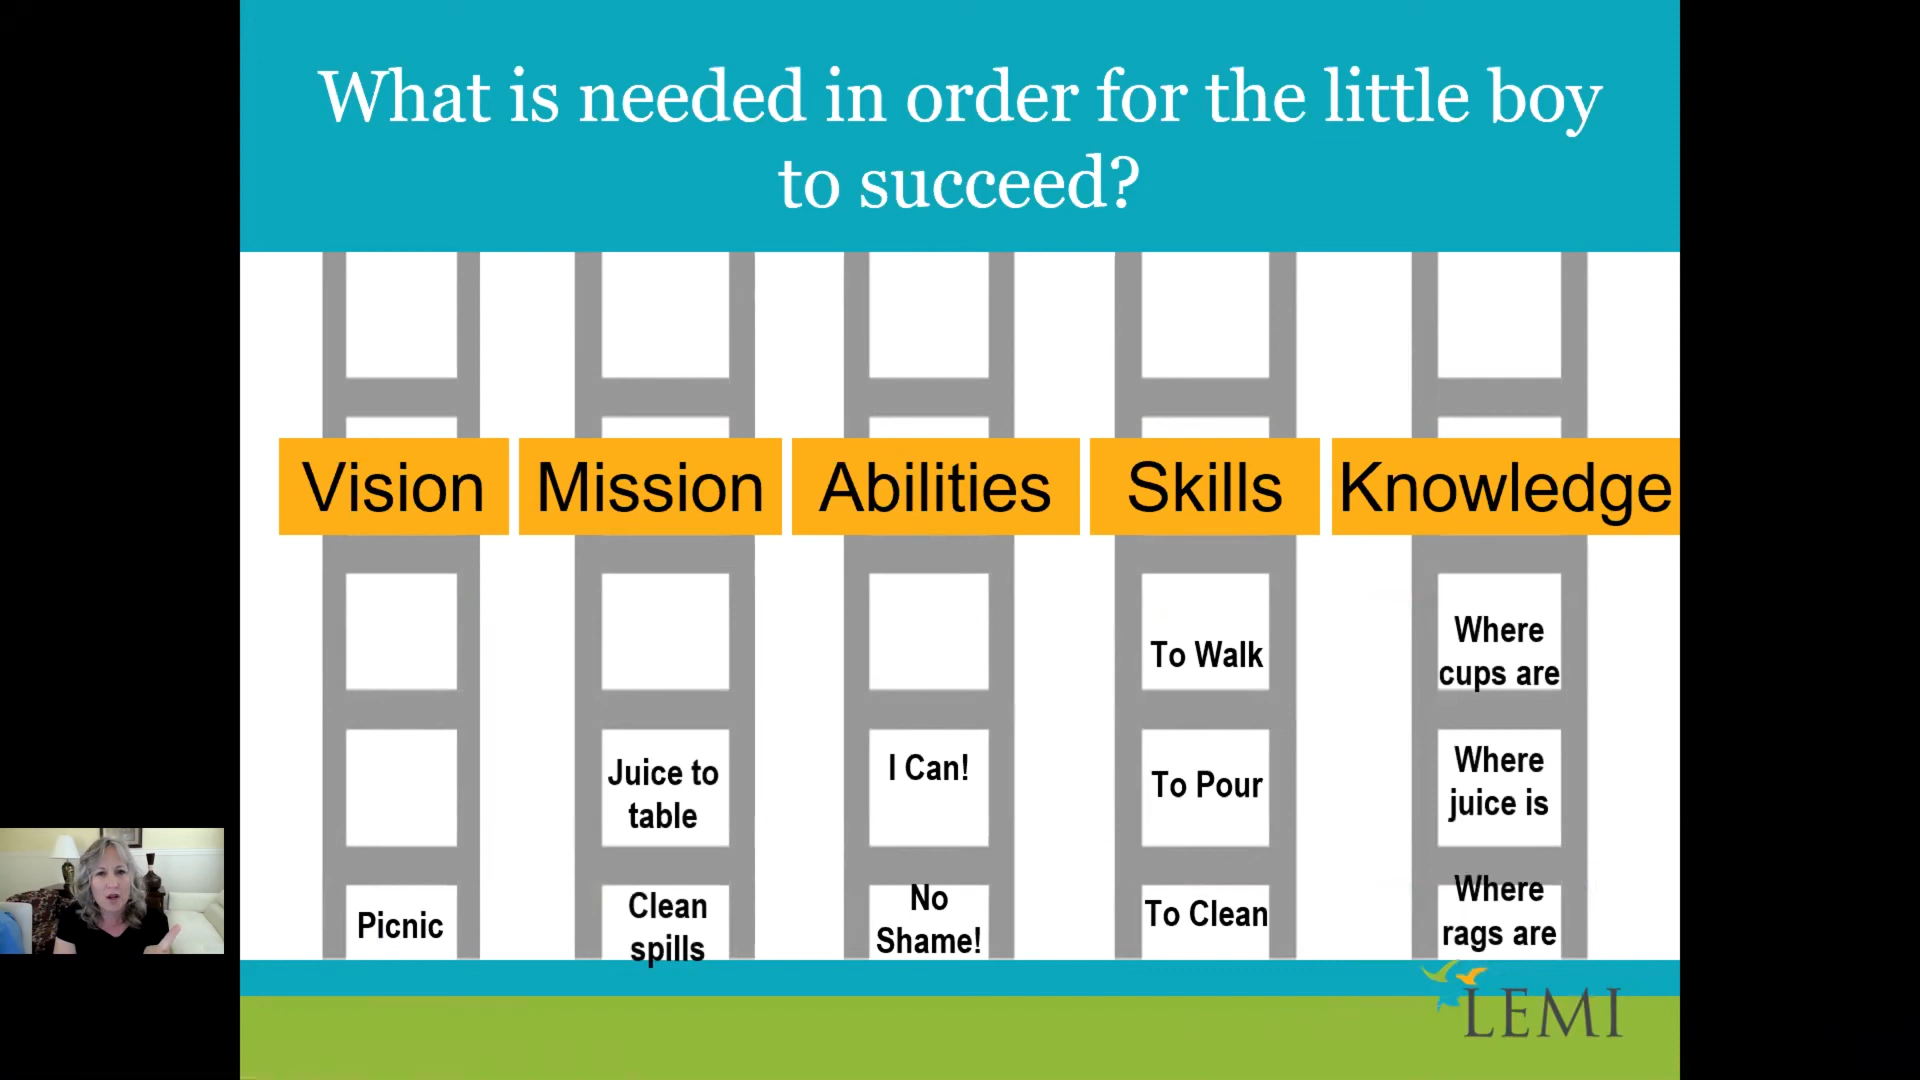 What is needed in order for the little boy
to succeed?
Vision
Mission
Abilities
Skills
Knowledge
To Walk
Where
cups are
Juice to
table
I Can!
To Pour
Where
juice is
Picnic
Clean
spills
No
Shame!
To Clean
Where
rags are
LEMI